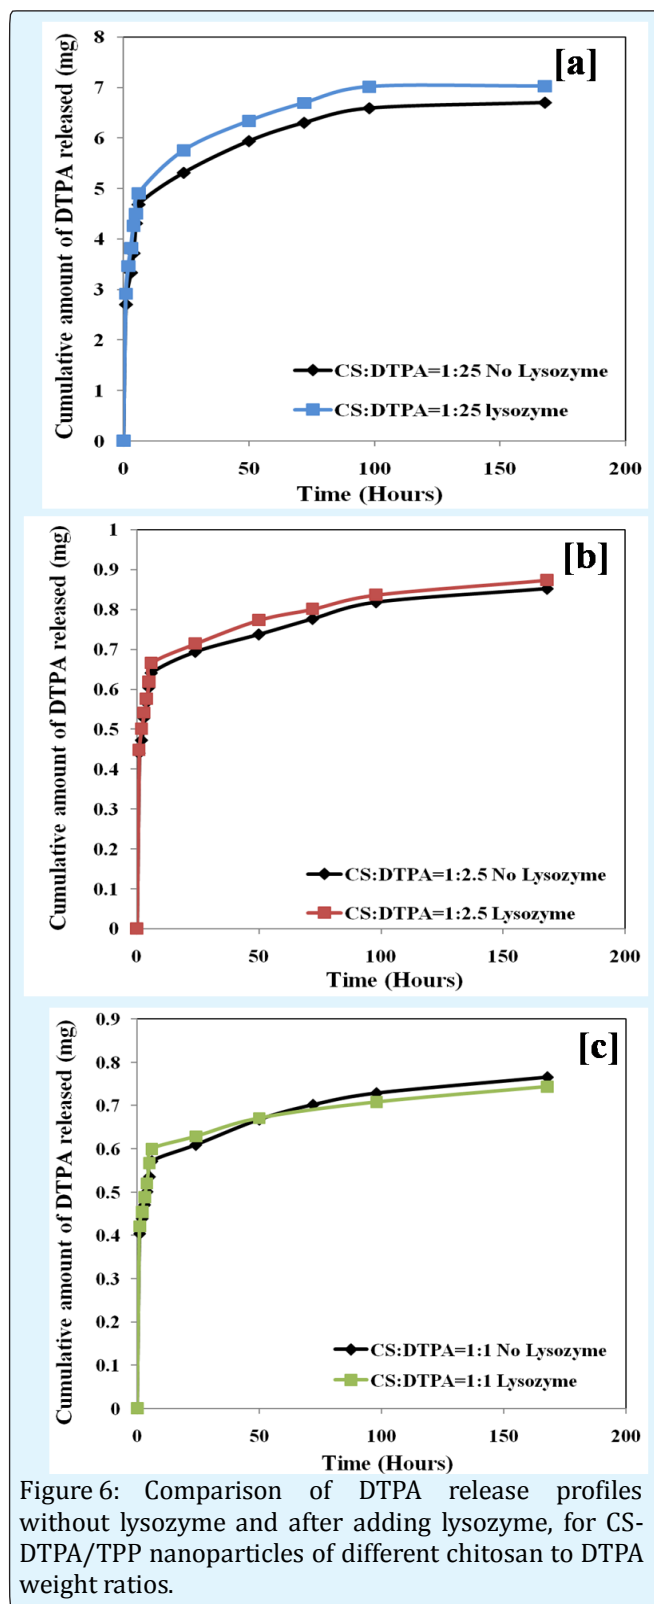 [a]
Cumulative amount of DTPA released (mg)
8
7
6
5
4
3
2
1
0
CS:DTPA=1:25 No Lysozyme
CS:DTPA=1:25 lysozyme
0 50 100 150 200
Time (Hours)
[b]
Cumulative amount of DTPA released (mg)
1
0.9
0.8
0.7
0.6
0.5
0.4
0.3
0.2
0.1
0
CS:DTPA=1:2.5 No Lysozyme
CS:DTPA=1:2.5 Lysozyme
0 50 100 150 200
Time (Hours)
[c]
Cumulative amount of DTPA released (mg)
0.9
0.8
0.7
0.6
0.5
0.4
0.3
0.2
0.1
0
CS:DTPA=1:1 No Lysozyme
CS:DTPA=1:1 Lysozyme
0 50 100 150 200
Time (Hours)
Figure 6: Comparison of DTPA release profiles
without lysozyme and after adding lysozyme, for CS-
DTPA/TPP nanoparticles of different chitosan to DTPA
weight ratios.